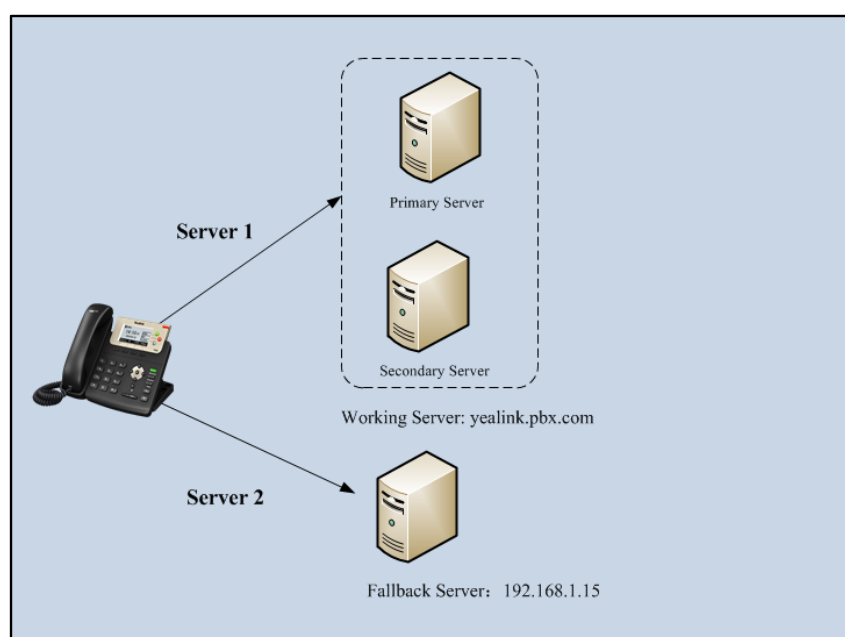 Primary Server
Server 1
Secondary Server
Working Server: yealink.pbx.com
Server 2
Fallback Server： 192.168.1.15